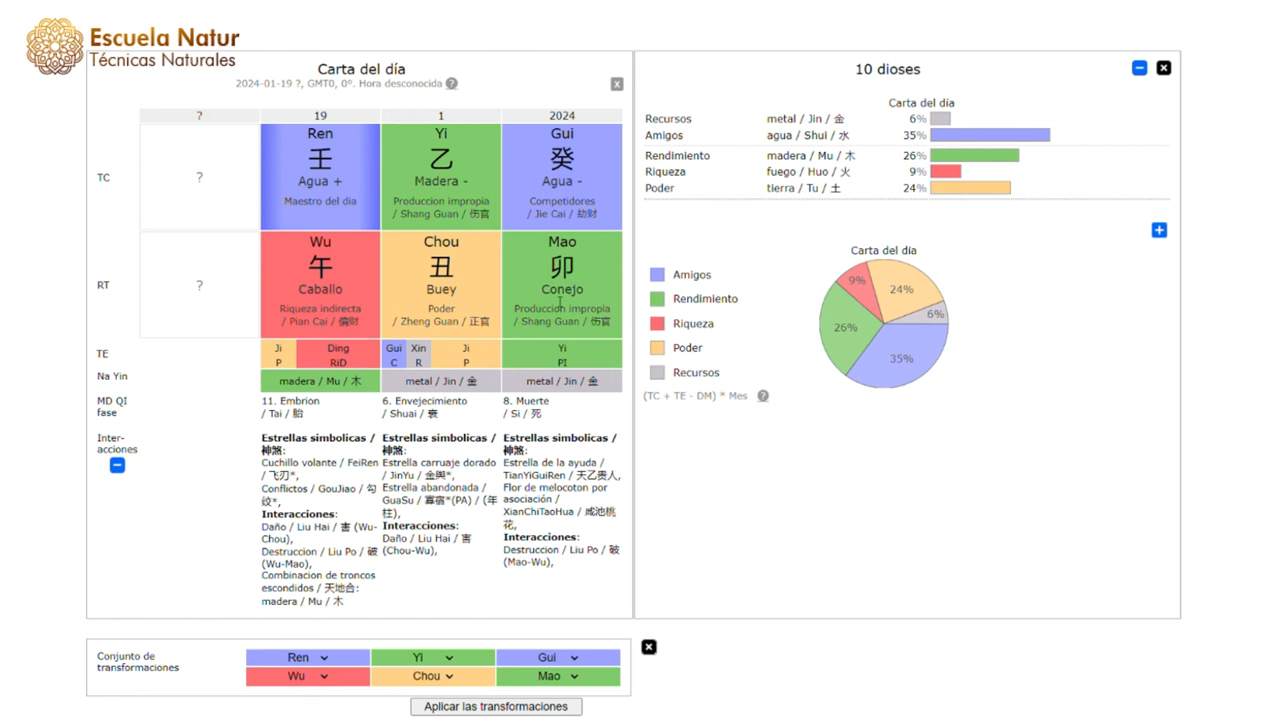 Escuela Natur
Técnicas Naturales
Carta del día
2024-01-19 ?, GMT0, 0º. Hora desconocida ?
x
? 19 1 2024
TC
?
Ren
壬
Agua +
Maestro del dia
Yi
乙
Madera -
Produccion impropia
/ Shang Guan / 伤官
Gui
癸
Agua -
Competidores
/ Jie Cai / 劫财
RT
?
Wu
午
Caballo
Riqueza indirecta
/ Pian Cai / 偏财
Chou
丑
Buey
Poder
/ Zheng Guan / 正官
Mao
卯
Conejo
Producción impropia
/ Shang Guan / 伤官
TE
Ji Ding Gui Xin Ji Yi
P RiD C R P PI
Na Yin
madera / Mu / 木 metal / Jin / 金 metal / Jin / 金
MD QI
fase
11. Embrion
/ Tai / 胎
6. Envejecimiento
/ Shuai / 衰
8. Muerte
/ Si / 死
Inter-
acciones
Estrellas simbolicas /
神煞:
Cuchillo volante / FeiRen
/ 飞刃*,
Conflictos / GouJiao / 勾
绞*,
Interacciones:
Daño / Liu Hai / 害 (Wu-
Chou),
Destruccion / Liu Po / 破
(Wu-Mao),
Combinacion de troncos
escondidos / 天地合:
madera / Mu / 木
Estrellas simbolicas /
神煞:
Estrella carruaje dorado
/ JinYu / 金舆*,
Estrella abandonada /
GuaSu / 寡宿*(PA) / (年
柱),
Interacciones:
Daño / Liu Hai / 害
(Chou-Wu),
Estrellas simbolicas /
神煞:
Estrella de la ayuda /
TianYiGuiRen / 天乙贵人,
Flor de melocoton por
asociación /
XianChiTaoHua / 咸池桃
花,
Interacciones:
Destruccion / Liu Po / 破
(Mao-Wu),
Conjunto de
transformaciones
Ren Yi Gui
Wu Chou Mao
Aplicar las transformaciones
10 dioses
Carta del día
Recursos metal / Jin / 金 6%
Amigos agua / Shui / 水 35%
Rendimiento madera / Mu / 木 26%
Riqueza fuego / Huo / 火 9%
Poder tierra / Tu / 土 24%
Carta del día
Amigos
Rendimiento
Riqueza
Poder
Recursos
9%
24%
6%
26%
35%
(TC + TE - DM) * Mes ?